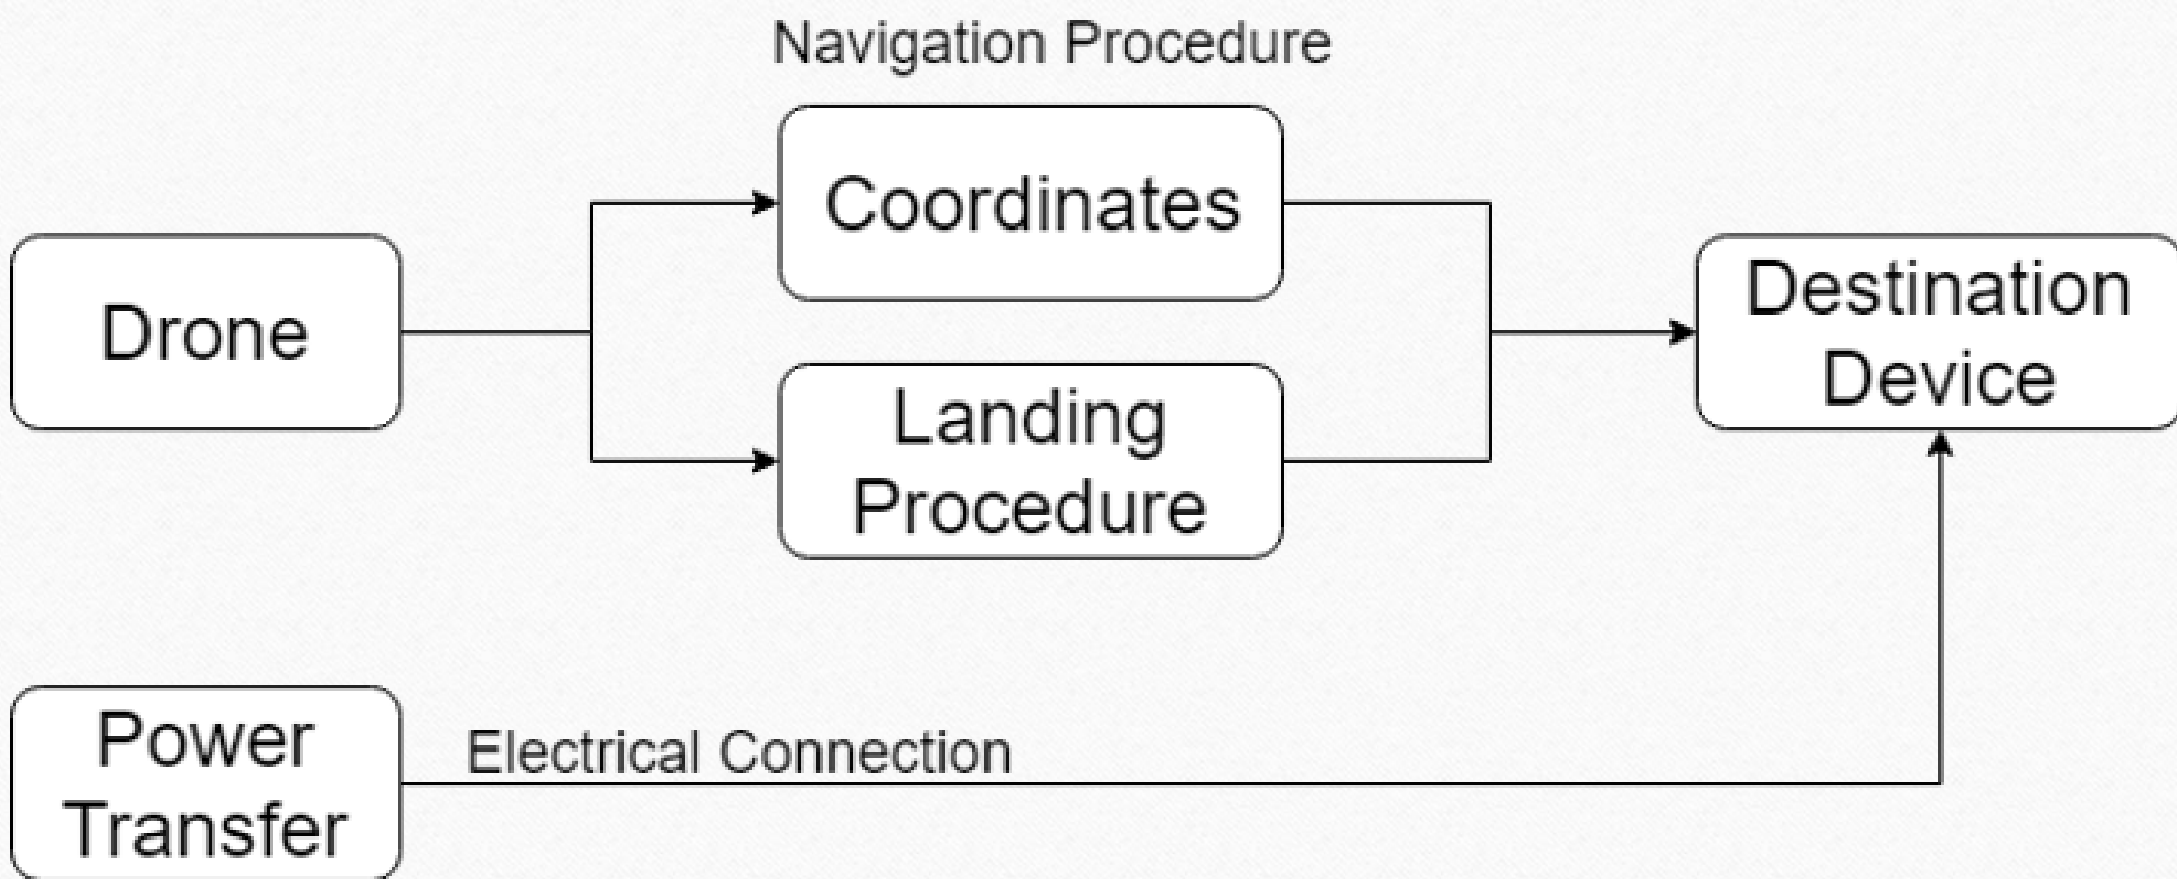 Navigation Procedure
Coordinates
Drone
Landing
Procedure
Destination
Device
Power
Transfer
Electrical Connection